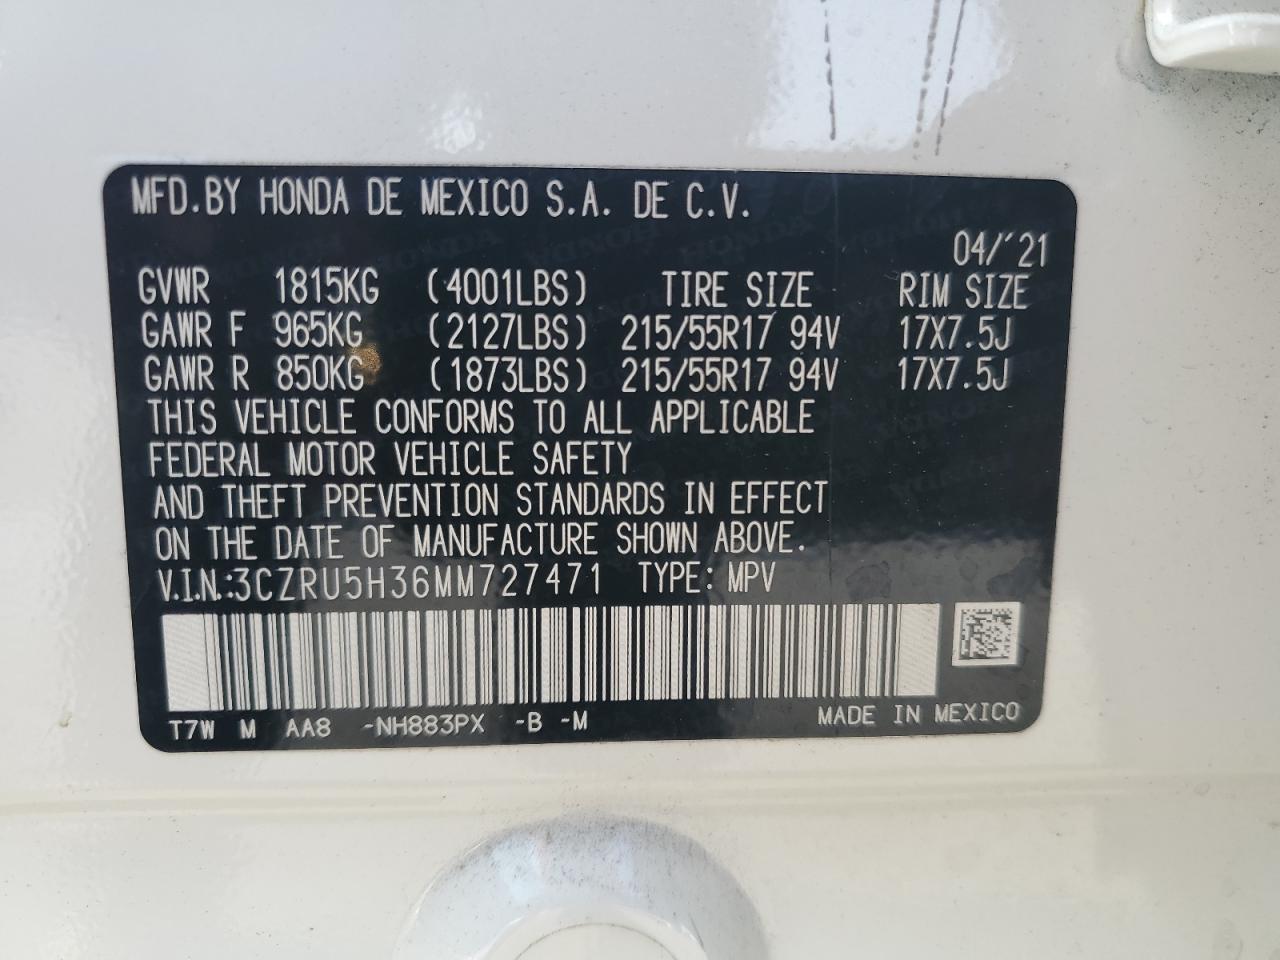 MFD.BY HONDA DE MEXICO S.A. DE C.V.
04/'21
GVWR 1815KG (4001LBS) TIRE SIZE RIM SIZE
GAWR F 965KG (2127LBS) 215/55R17 94V 17X7.5J
GAWR R 850KG (1873LBS) 215/55R17 94V 17X7.5J
THIS VEHICLE CONFORMS TO ALL APPLICABLE
FEDERAL MOTOR VEHICLE SAFETY
AND THEFT PREVENTION STANDARDS IN EFFECT
ON THE DATE OF MANUFACTURE SHOWN ABOVE.
V.I.N.:3CZRU5H36MM727471 TYPE: MPV
T7W M AA8 -NH883PX -B -M MADE IN MEXICO